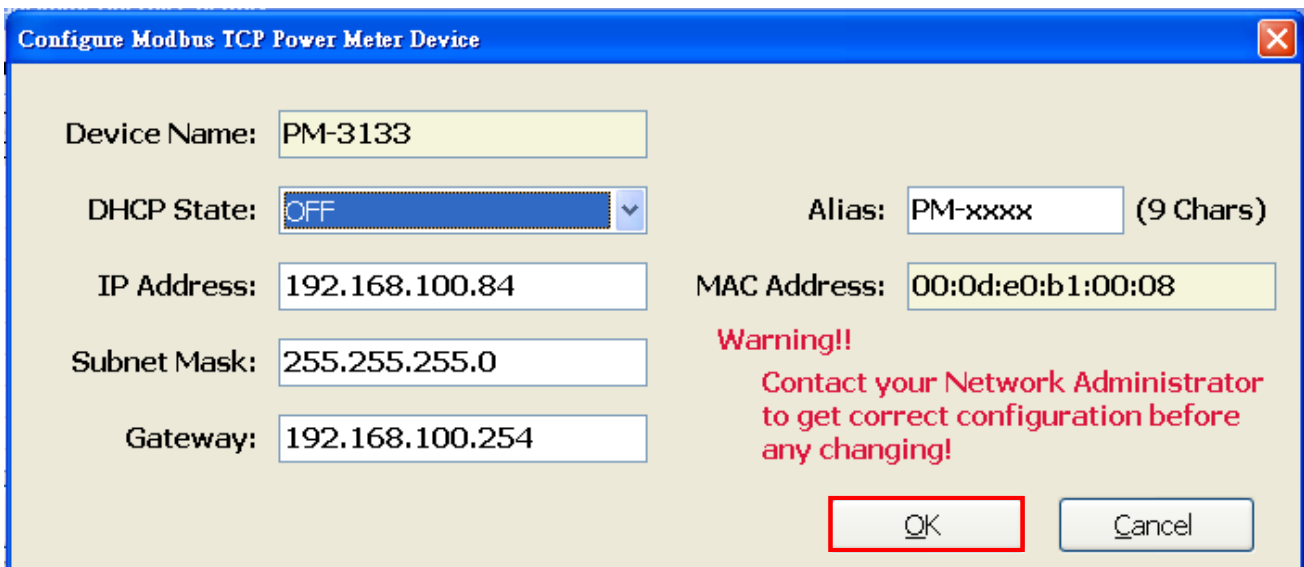 Configure Modbus TCP Power Meter Device
Device Name: PM-3133
DHCP State: OFF
Alias: PM-xxxx (9 Chars)
IP Address: 192.168.100.84
MAC Address: 00:0d:e0:b1:00:08
Subnet Mask: 255.255.255.0
Gateway: 192.168.100.254
Warning!!
Contact your Network Administrator
to get correct configuration before
any changing!
OK
Cancel